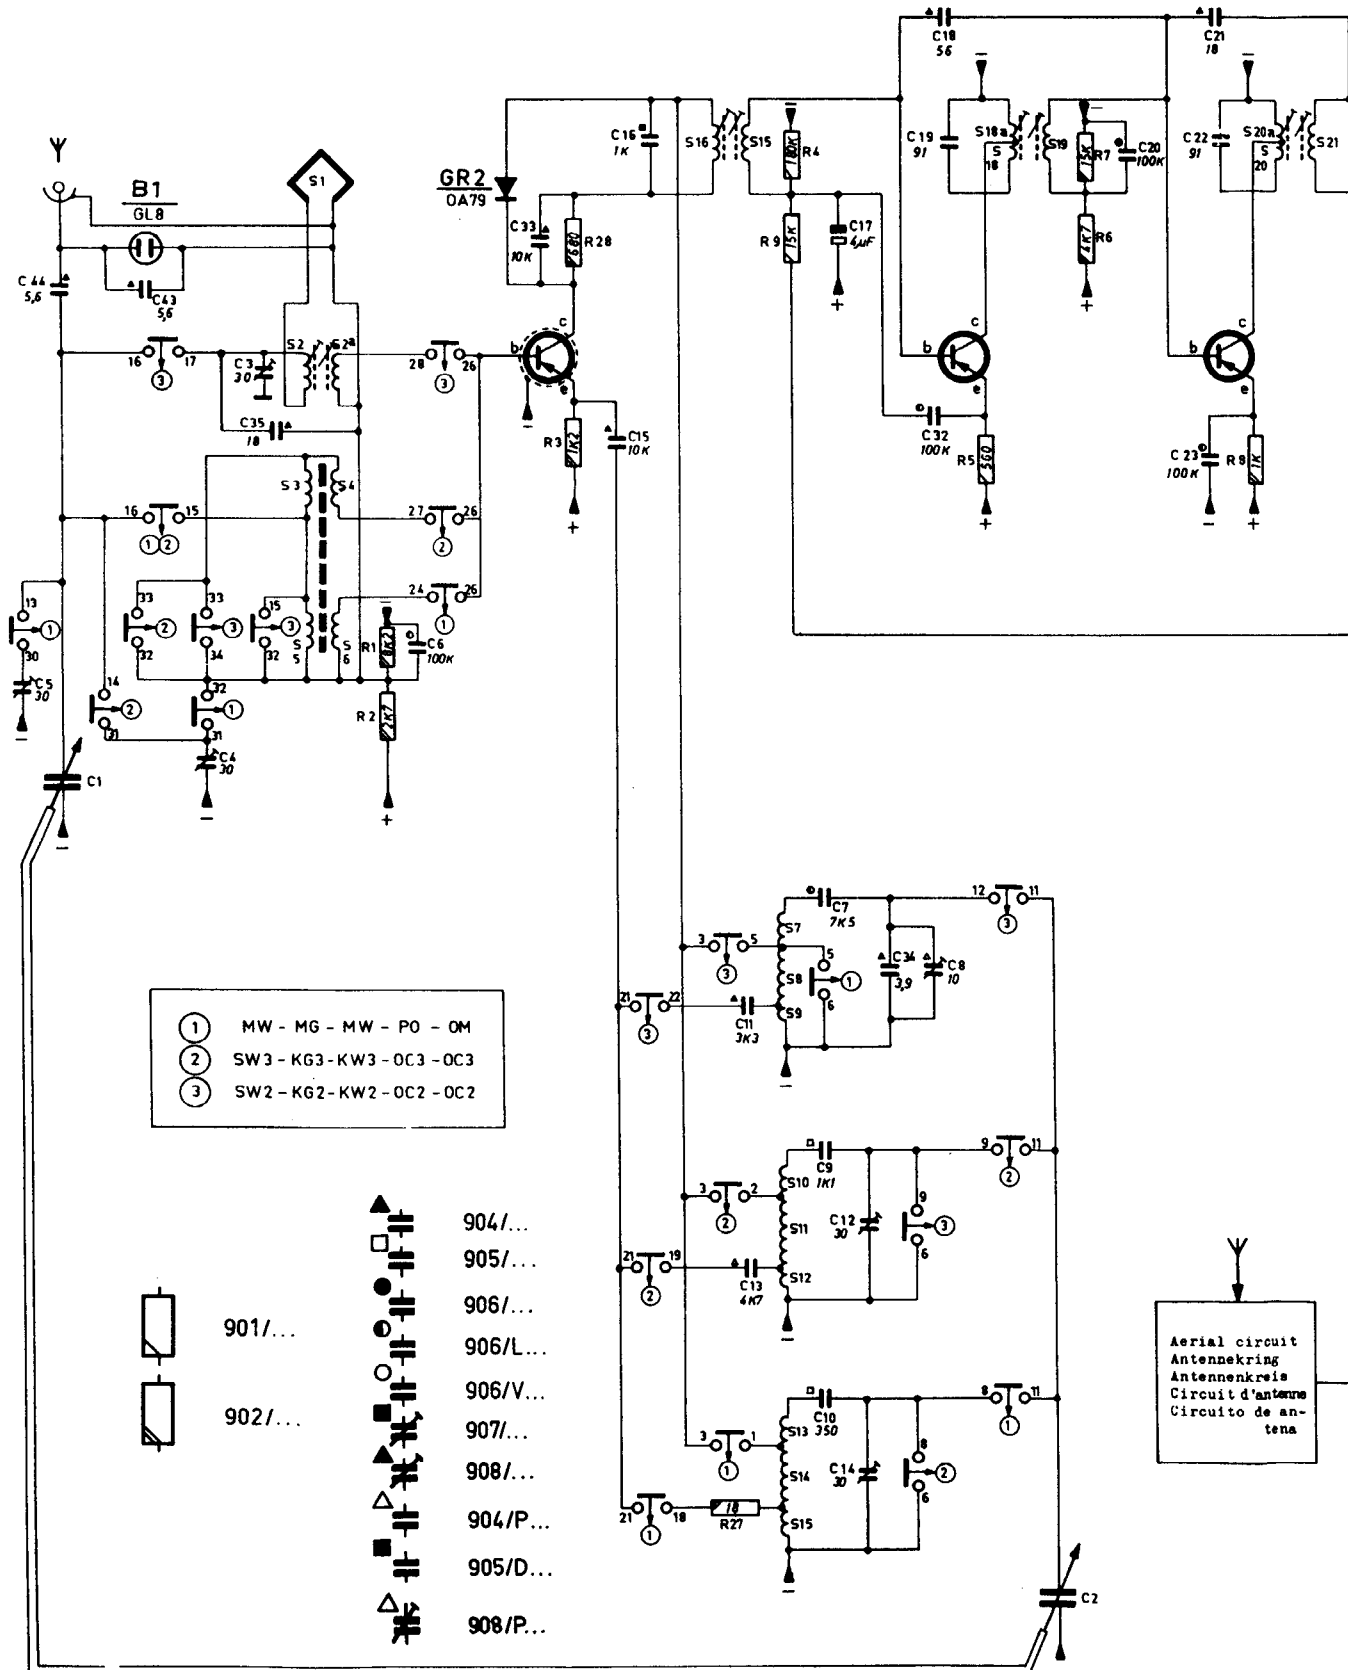 C18
56
C21
18
C16
1K
S16
S15
180K
R4
C19
91
S18a
S
18
S19
15K
R7
C20
100K
C22
91
S20a
S
20
S21
B1
GL8
S1
GR2
OA79
C33
10K
680
R28
R9
15K
C17
4µF
4K7
R6
C44
5,6
C43
5,6
16
17
3
C3
30
S2
S2a
28
26
3
b
c
e
b
c
e
b
c
e
C35
18
R3
1K2
C15
10K
C32
100K
R5
560
C23
100K
R8
1K
S3
S4
16
15
1
2
27
26
2
24
26
1
13
30
1
33
32
2
33
34
3
15
32
3
S
5
S
6
R1
8K2
C6
100K
C5
30
14
31
2
32
31
1
R2
2K7
C4
30
C1
C7
7K5
12
11
3
S7
3
5
3
S8
5
6
1
C34
3,9
C8
10
21
22
3
C11
3K3
S9
1 MW - MG - MW - PO - OM
2 SW3 - KG3 - KW3 - OC3 - OC3
3 SW2 - KG2 - KW2 - OC2 - OC2
C9
1K1
9
11
2
S10
3
2
2
S11
C12
30
9
6
3
21
19
2
C13
4K7
S12
904/...
905/...
906/...
906/L...
906/V...
907/...
908/...
904/P...
905/D...
908/P...
901/...
902/...
Aerial circuit
Antennekring
Antennenkreis
Circuit d'antenne
Circuito de an-
tena
C10
350
8
11
1
S13
3
1
1
S14
C14
30
8
6
2
21
18
1
18
R27
S15
C2